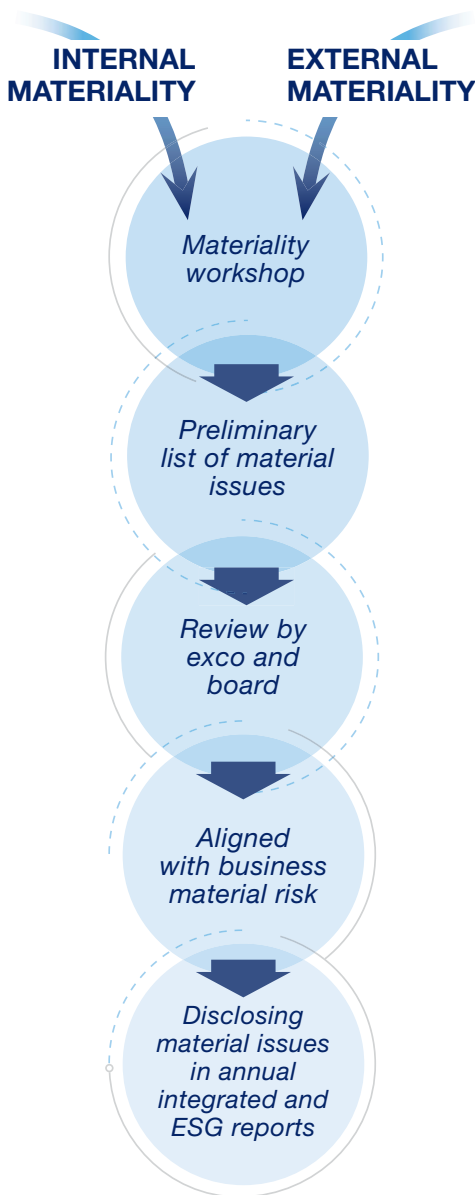 INTERNAL
MATERIALITY
EXTERNAL
MATERIALITY
Materiality
workshop
Preliminary
list of material
issues
Review by
exco and
board
Aligned
with business
material risk
Disclosing
material issues
in annual
integrated and
ESG reports